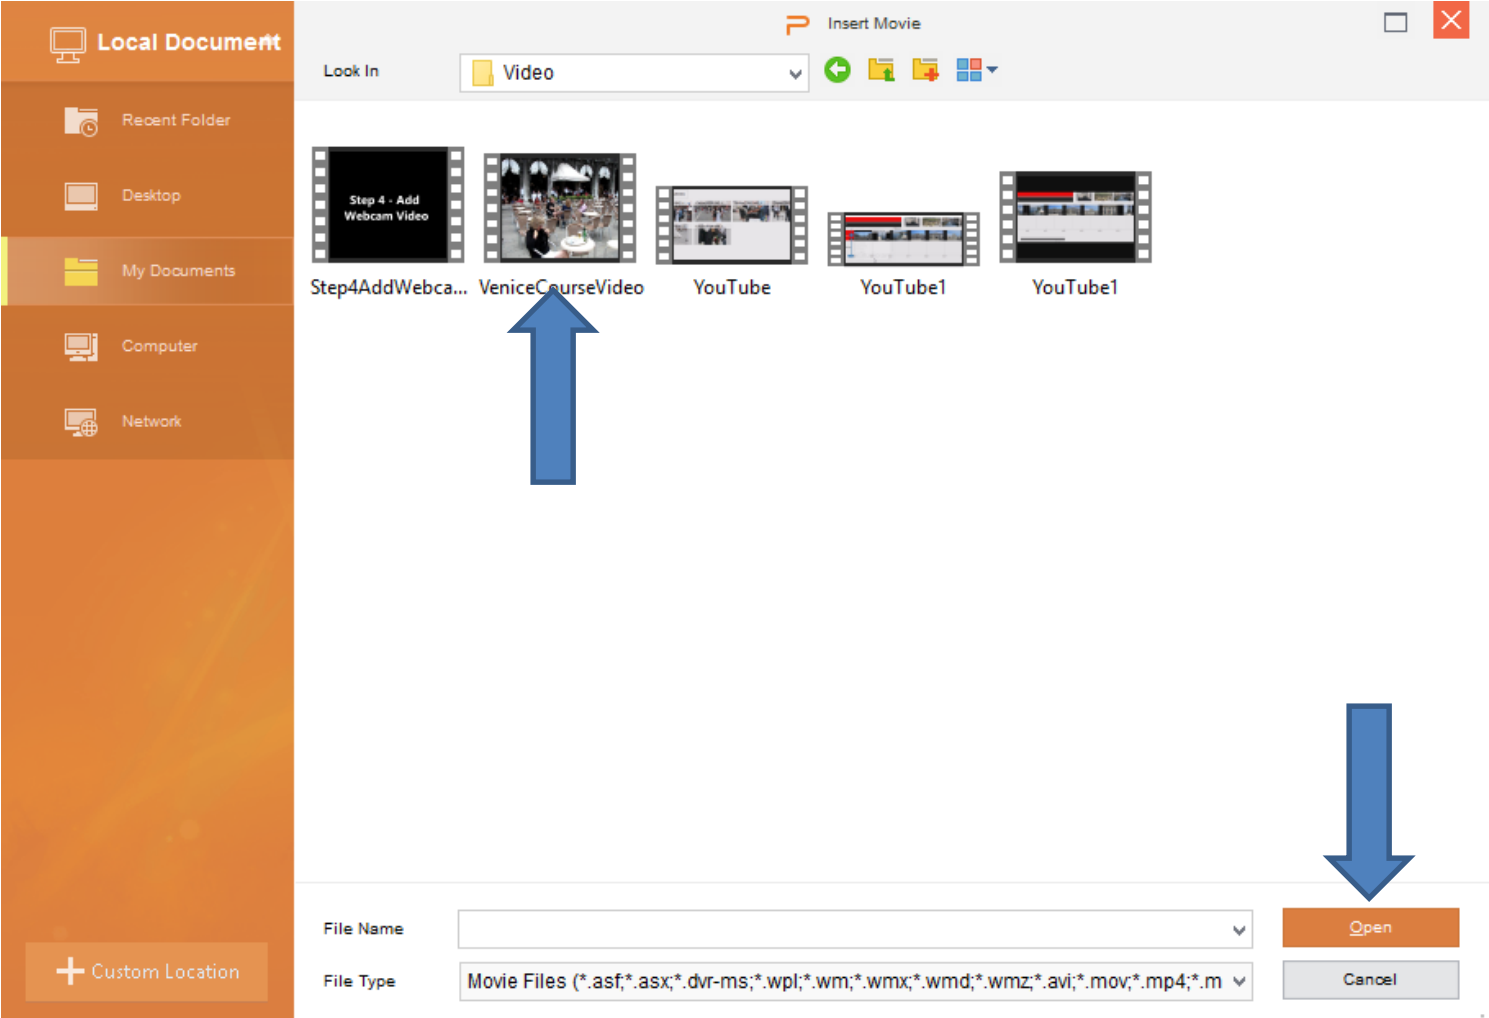 Local Document
Insert Movie
Look In
Video
Recent Folder
Desktop
My Documents
Computer
Network
Step 4 - Add
Webcam Video
Step4AddWebca... VeniceCourseVideo YouTube YouTube1 YouTube1
File Name
Open
Custom Location
File Type
Movie Files (*.asf;*.asx;*.dvr-ms;*.wpl;*.wm;*.wmx;*.wmd;*.wmz;*.avi;*.mov;*.mp4;*.m
Cancel